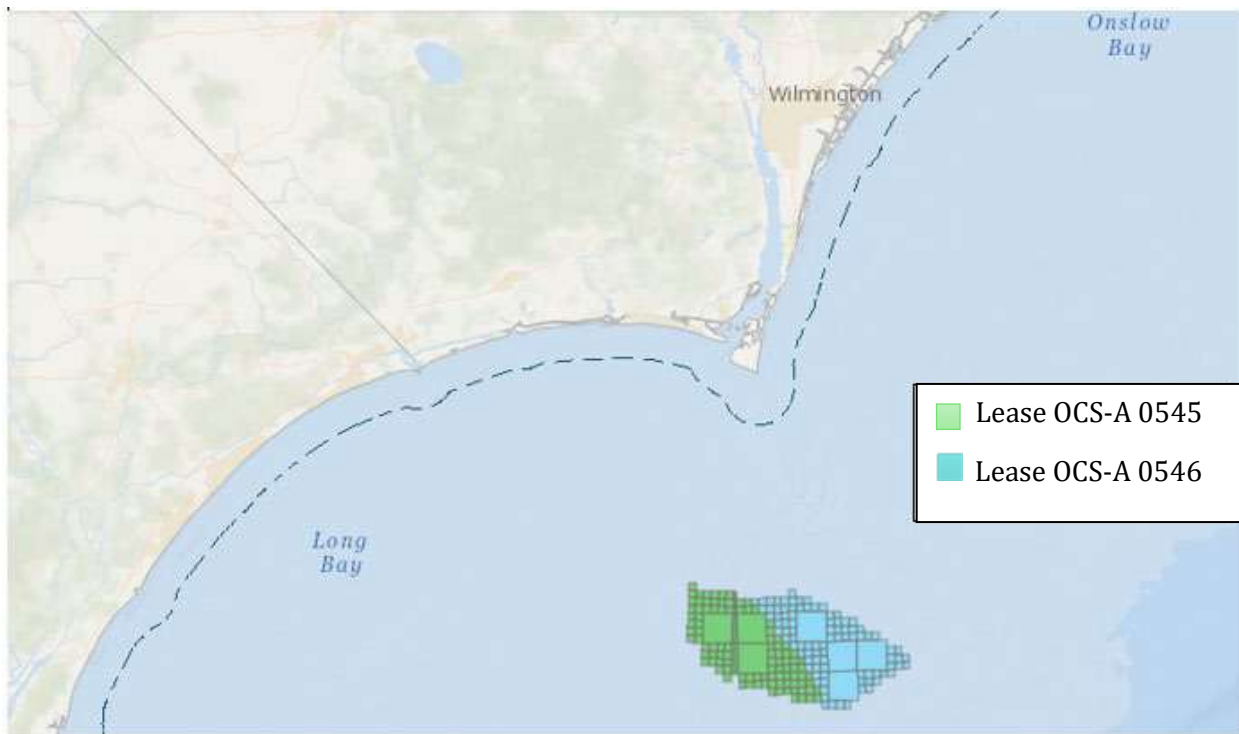 Onslow
Bay
Wilmington
Lease OCS-A 0545
Lease OCS-A 0546
Long
Bay